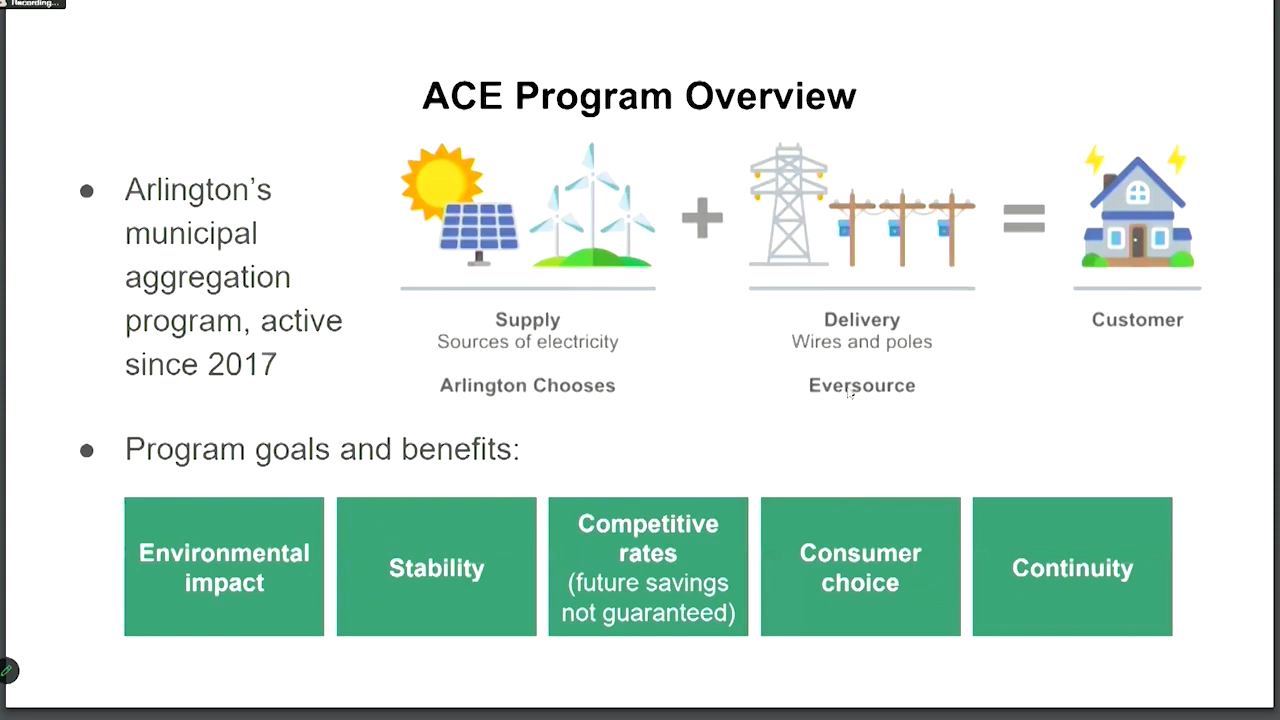 Recording...
ACE Program Overview
● Arlington's
municipal
aggregation
program, active
since 2017
Supply
Sources of electricity
Arlington Chooses
Delivery
Wires and poles
Eversource
Customer
● Program goals and benefits:
Environmental
impact
Stability
Competitive
rates
(future savings
not guaranteed)
Consumer
choice
Continuity